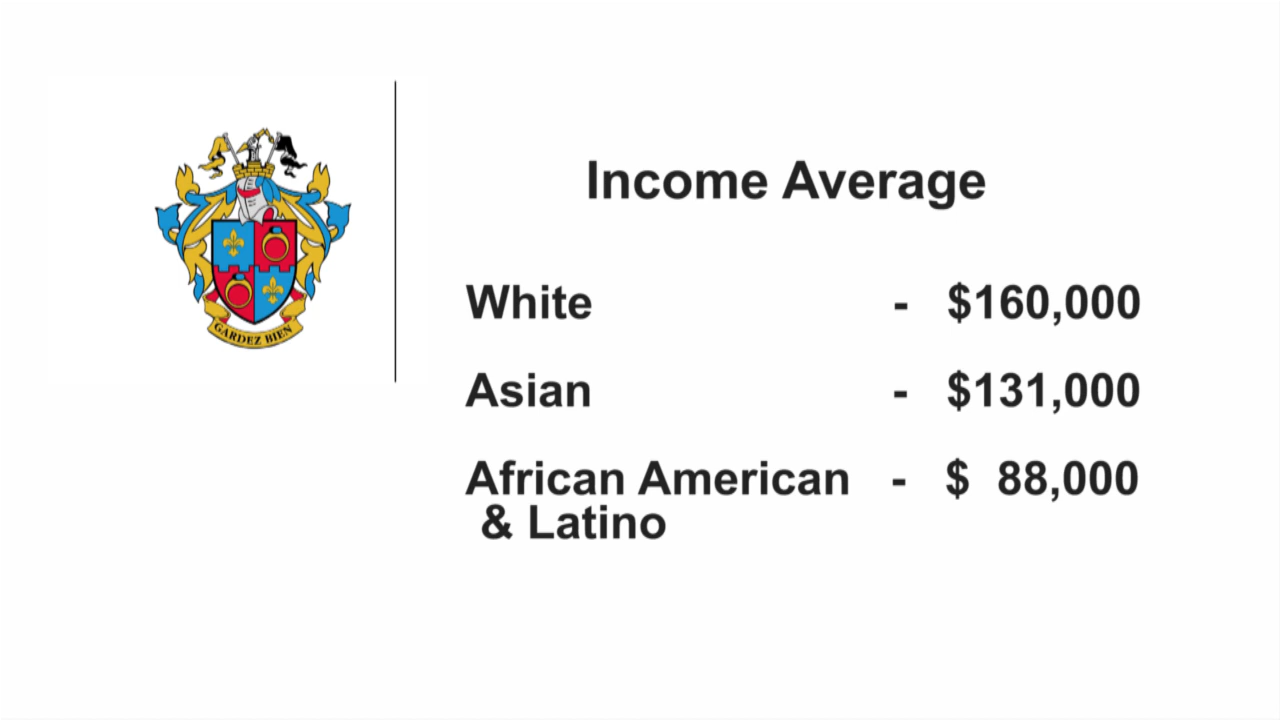 GARDEZ BIEN
Income Average
White - $160,000
Asian - $131,000
African American - $ 88,000
& Latino